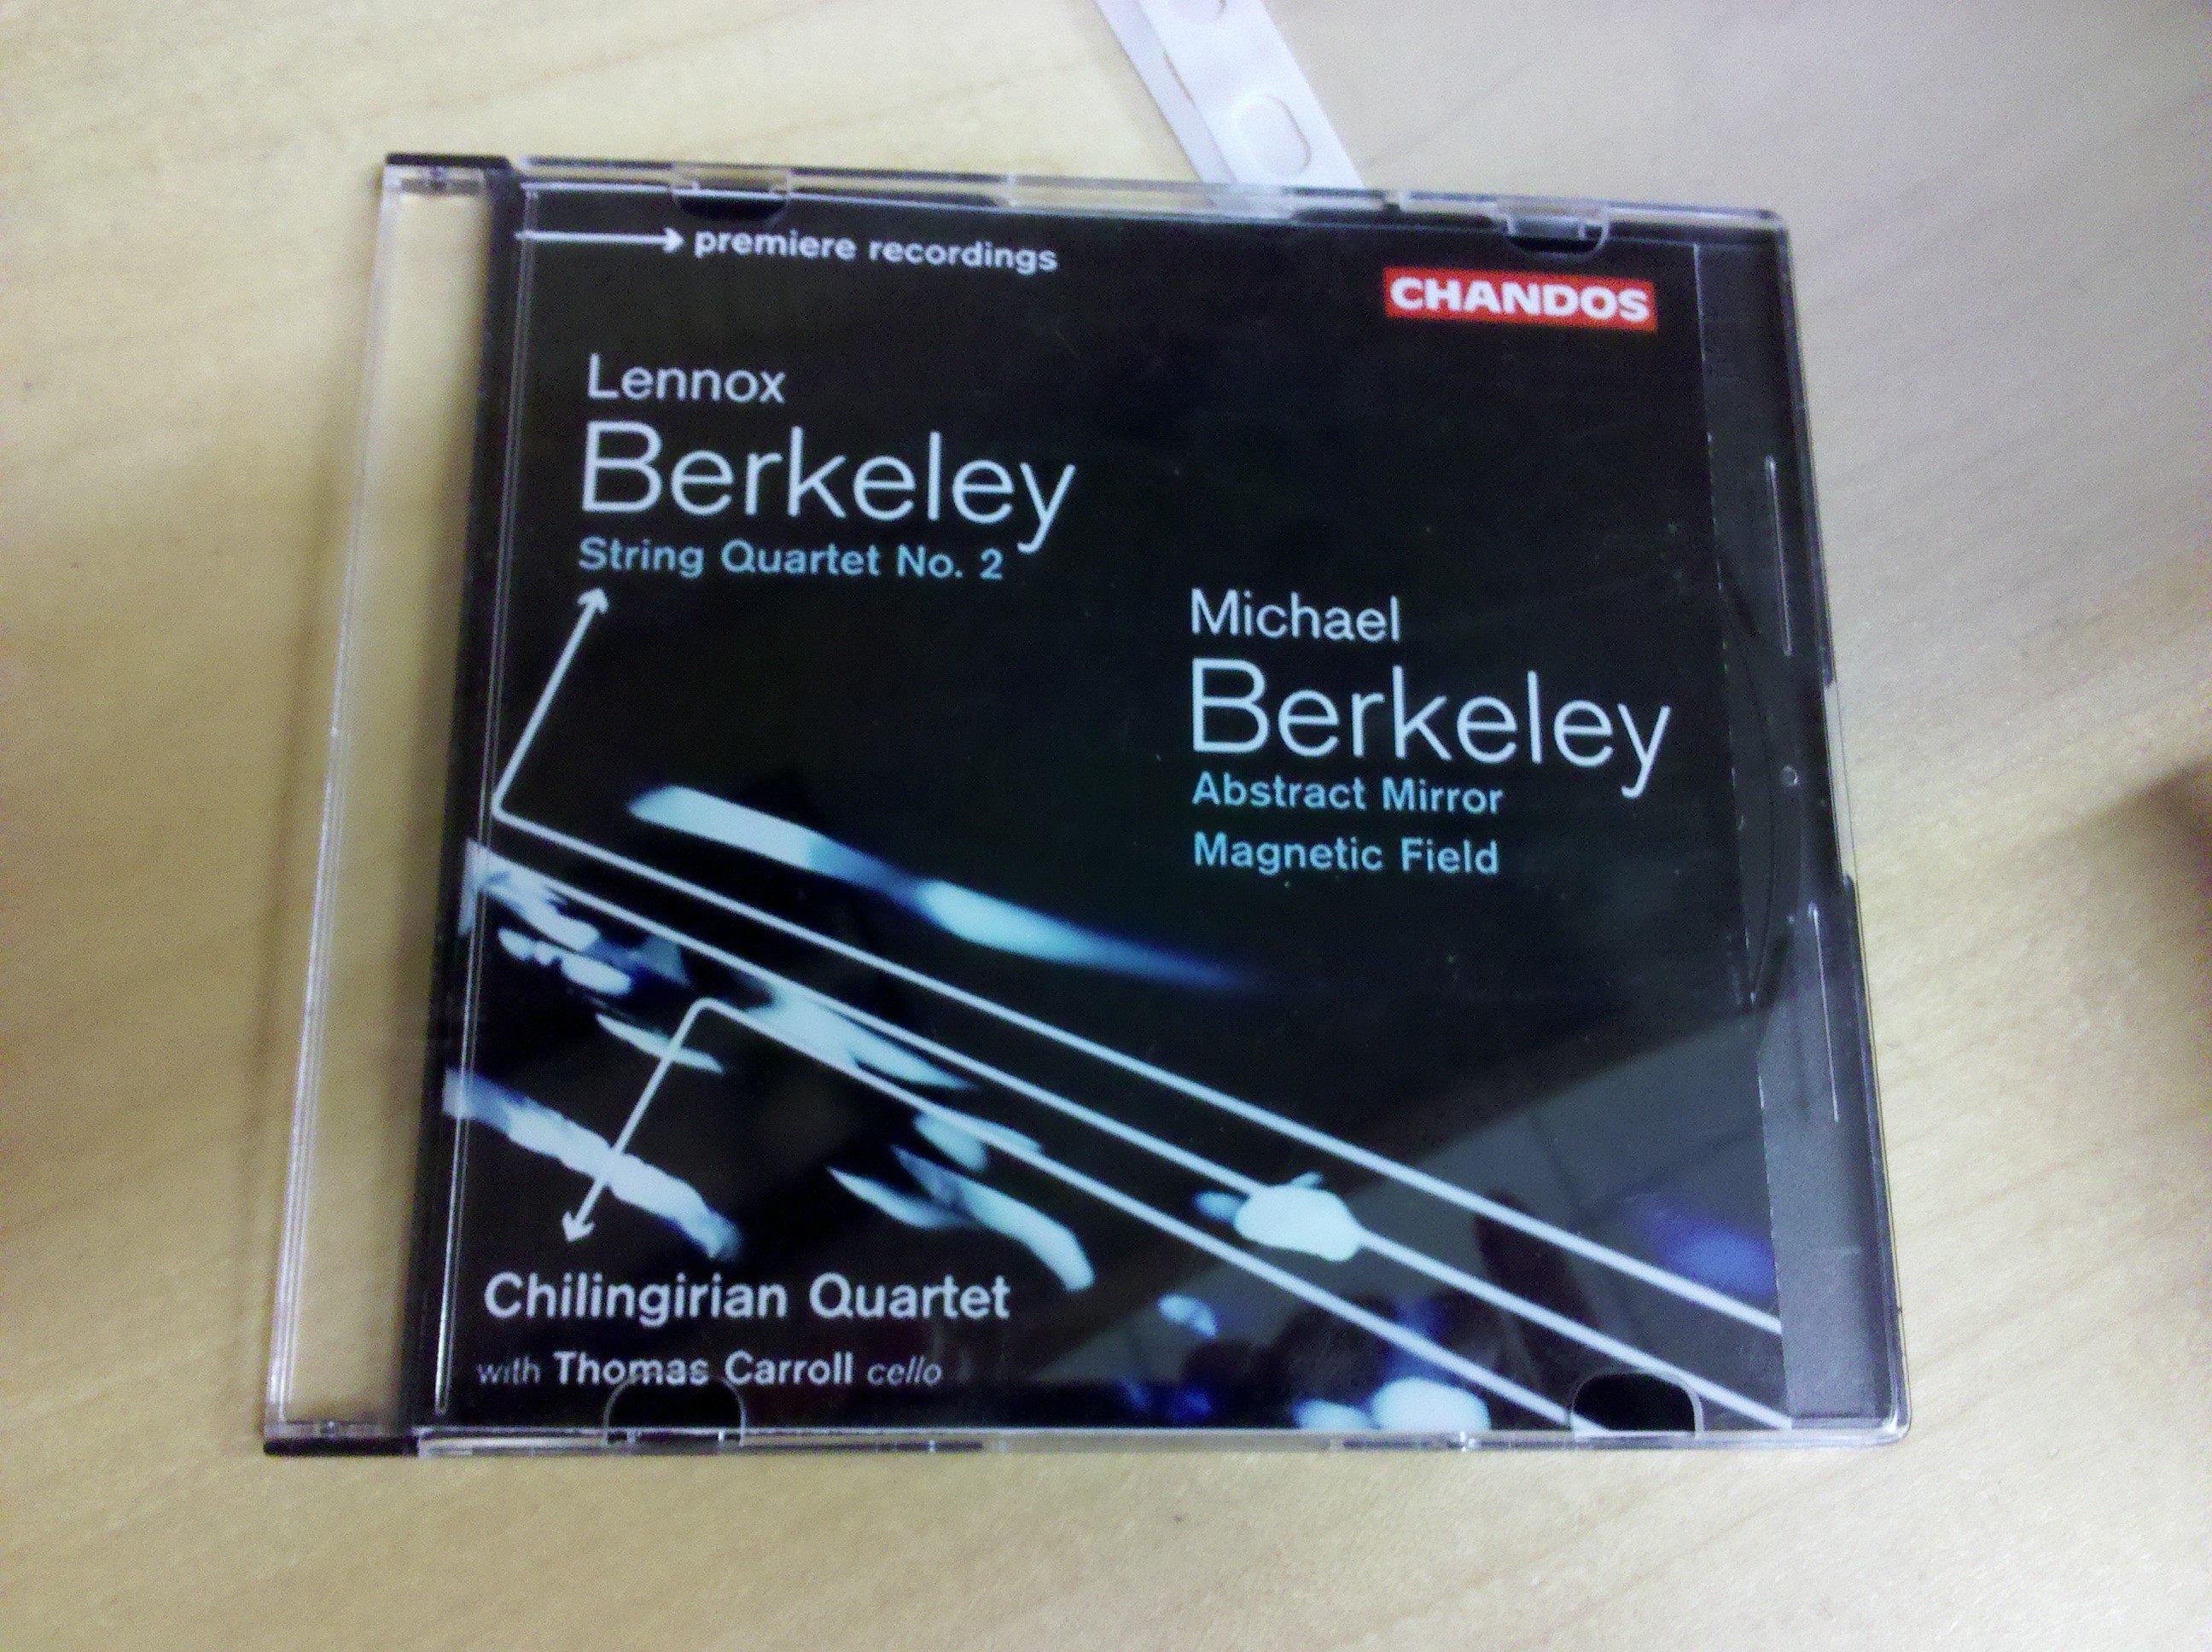 premiere recordings
CHANDOS
Lennox
Berkeley
String Quartet No. 2
Michael
Berkeley
Abstract Mirror
Magnetic Field
Chilingirian Quartet
with Thomas Carroll cello